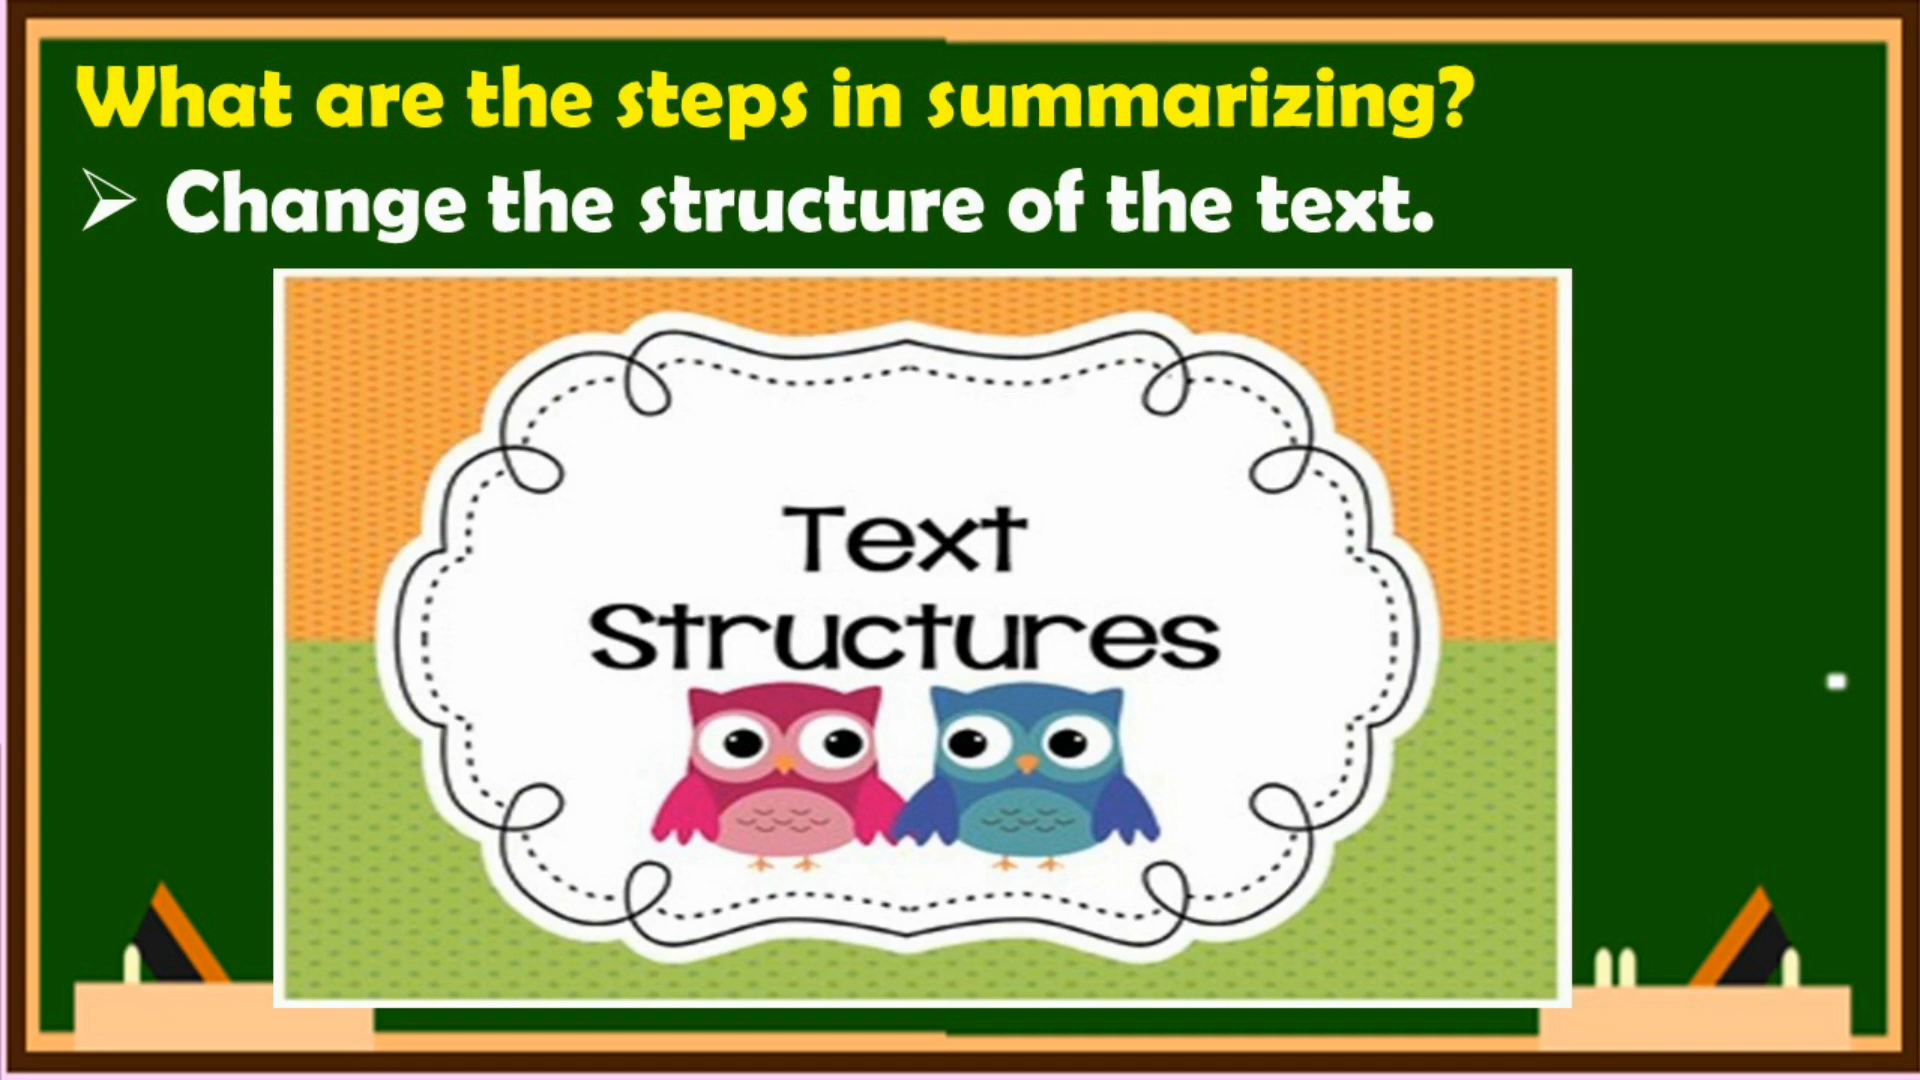 What are the steps in summarizing?
Change the structure of the text.
Text
Structures